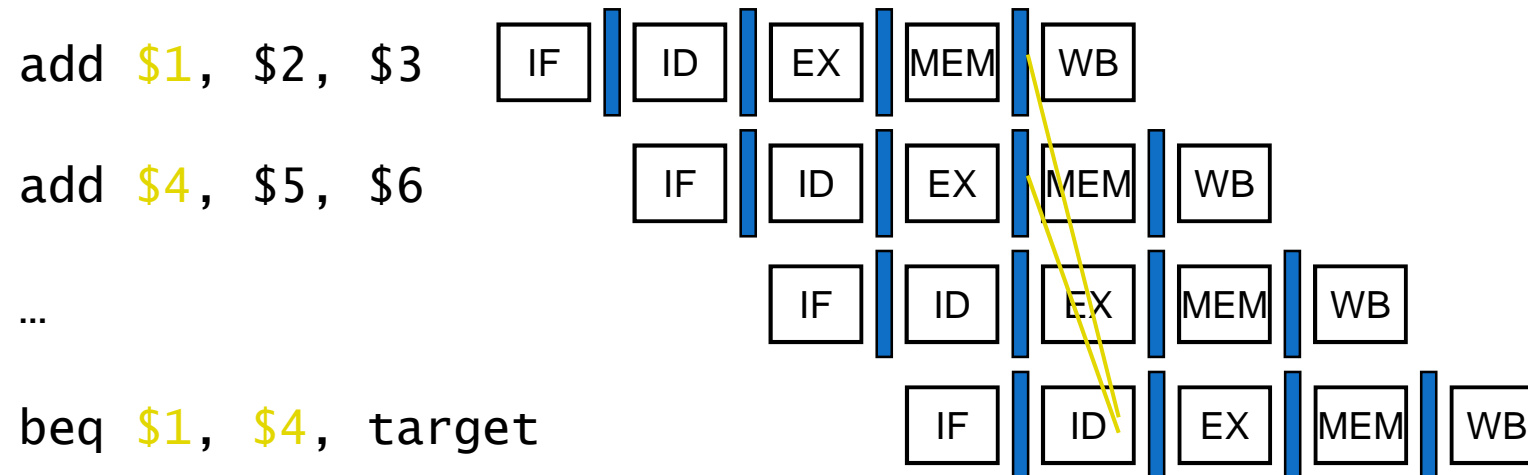 add $1, $2, $3 IF ID EX MEM WB
add $4, $5, $6 IF ID EX MEM WB
... IF ID EX MEM WB
beq $1, $4, target IF ID EX MEM WB